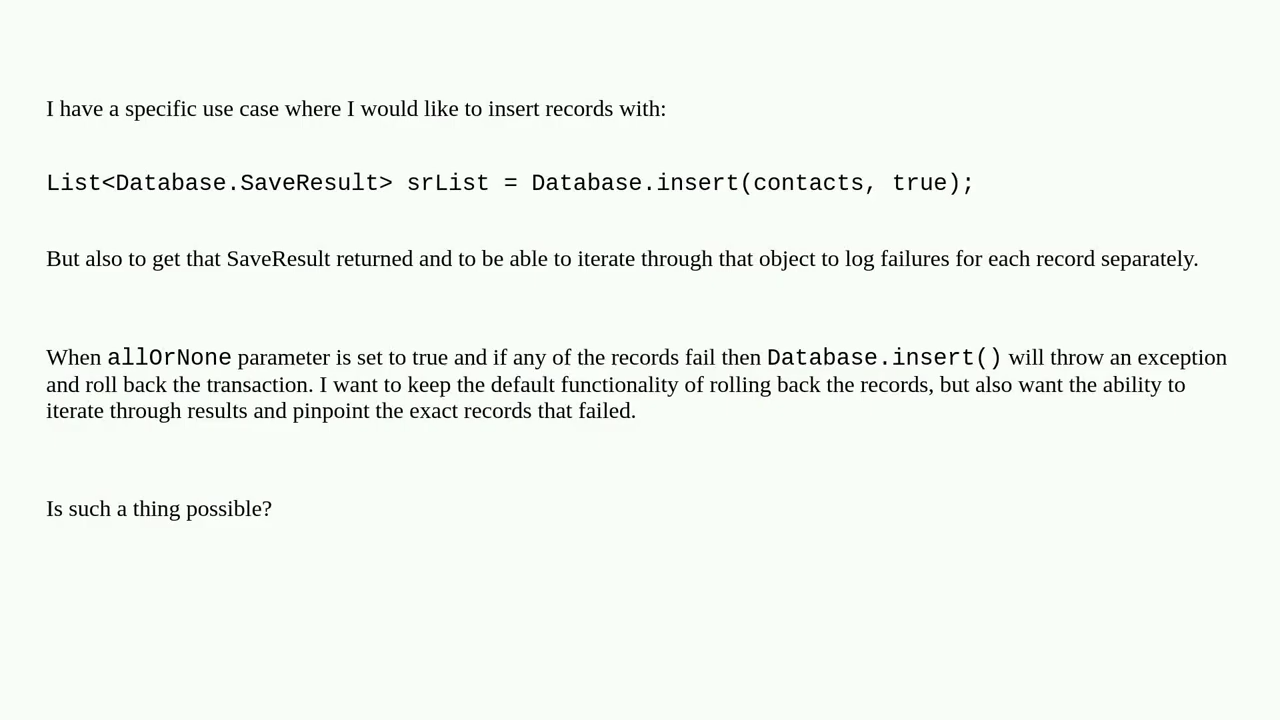 I have a specific use case where I would like to insert records with:
List<Database.SaveResult> srList = Database.insert(contacts, true);
But also to get that SaveResult returned and to be able to iterate through that object to log failures for each record separately.
When allOrNone parameter is set to true and if any of the records fail then Database.insert() will throw an exception
and roll back the transaction. I want to keep the default functionality of rolling back the records, but also want the ability to
iterate through results and pinpoint the exact records that failed.
Is such a thing possible?